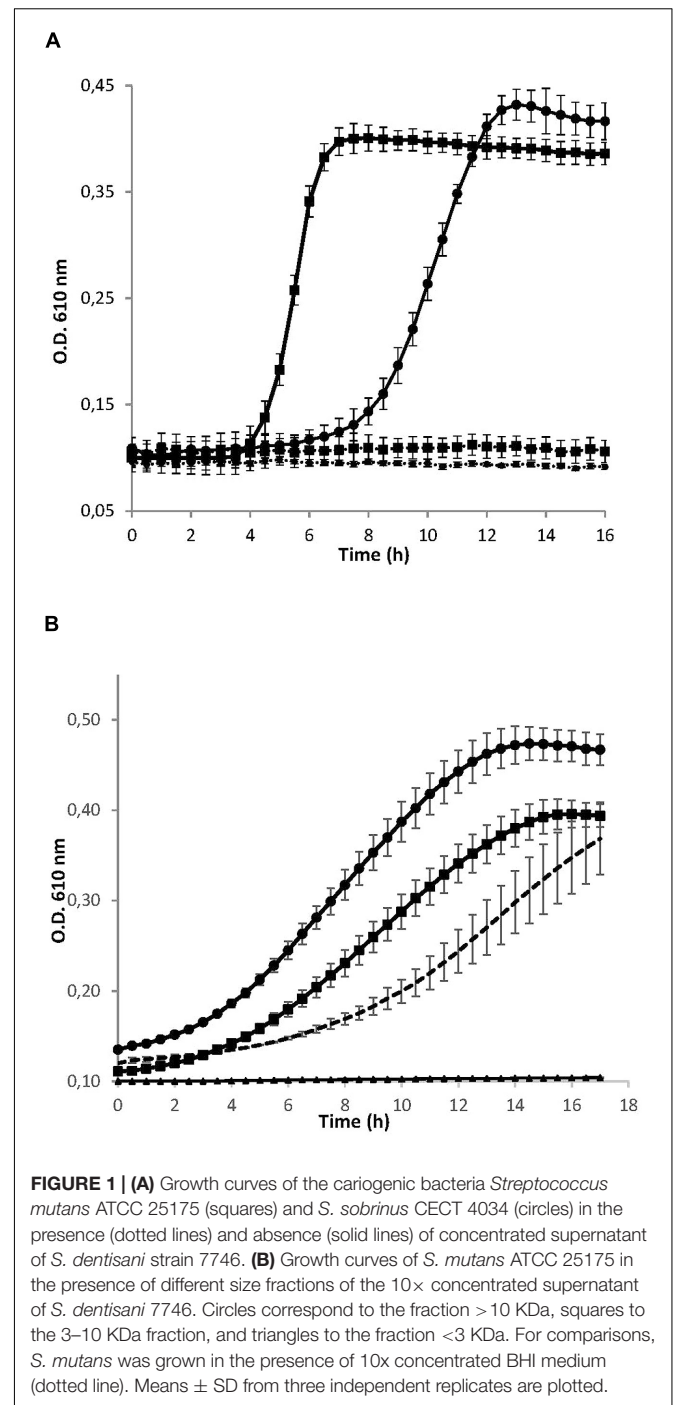 A
0,45
0,35
0,25
0,15
0,05
O.D. 610 nm
0 2 4 6 8 10 12 14 16
Time (h)
B
0,50
0,40
0,30
0,20
0,10
O.D. 610 nm
0 2 4 6 8 10 12 14 16 18
Time (h)
FIGURE 1 | (A) Growth curves of the cariogenic bacteria Streptococcus
mutans ATCC 25175 (squares) and S. sobrinus CECT 4034 (circles) in the
presence (dotted lines) and absence (solid lines) of concentrated supernatant
of S. dentisani strain 7746. (B) Growth curves of S. mutans ATCC 25175 in
the presence of different size fractions of the 10× concentrated supernatant
of S. dentisani 7746. Circles correspond to the fraction >10 KDa, squares to
the 3–10 KDa fraction, and triangles to the fraction <3 KDa. For comparisons,
S. mutans was grown in the presence of 10x concentrated BHI medium
(dotted line). Means ± SD from three independent replicates are plotted.